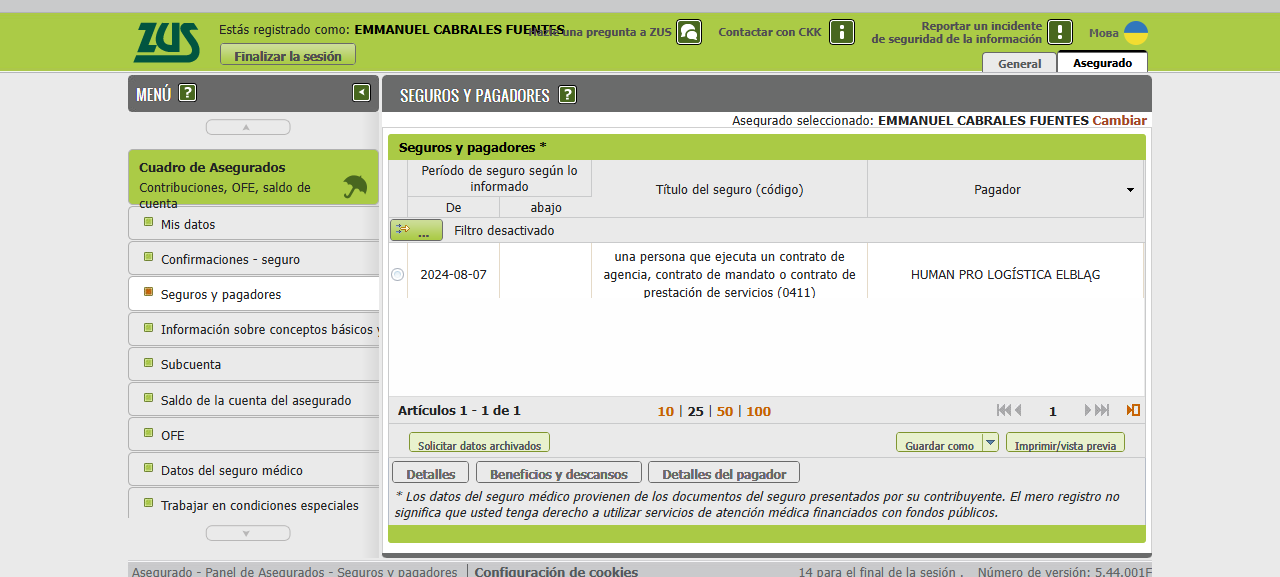 ZUS
Estás registrado como: EMMANUEL CABRALES FUENTES
Finalizar la sesión
una pregunta a ZUS
Contactar con CKK
Reportar un incidente
de seguridad de la información
Мова
General
Asegurado
MENÚ
SEGUROS Y PAGADORES
Asegurado seleccionado: EMMANUEL CABRALES FUENTES Cambiar
Cuadro de Asegurados
Contribuciones, OFE, saldo de
cuenta
Mis datos
Confirmaciones - seguro
Seguros y pagadores
Información sobre conceptos básicos y
Subcuenta
Saldo de la cuenta del asegurado
OFE
Datos del seguro médico
Trabajar en condiciones especiales
Seguros y pagadores *
Período de seguro según lo
informado
De
abajo
Título del seguro (código)
Pagador
...
Filtro desactivado
2024-08-07
una persona que ejecuta un contrato de
agencia, contrato de mandato o contrato de
prestación de servicios (0411)
HUMAN PRO LOGÍSTICA ELBLĄG
Artículos 1 - 1 de 1
10 | 25 | 50 | 100
1
Solicitar datos archivados
Guardar como
Imprimir/vista previa
Detalles
Beneficios y descansos
Detalles del pagador
* Los datos del seguro médico provienen de los documentos del seguro presentados por su contribuyente. El mero registro no
significa que usted tenga derecho a utilizar servicios de atención médica financiados con fondos públicos.
Asegurado - Panel de Asegurados - Seguros y pagadores
Configuración de cookies
14 para el final de la sesión .
Número de versión: 5.44.001F